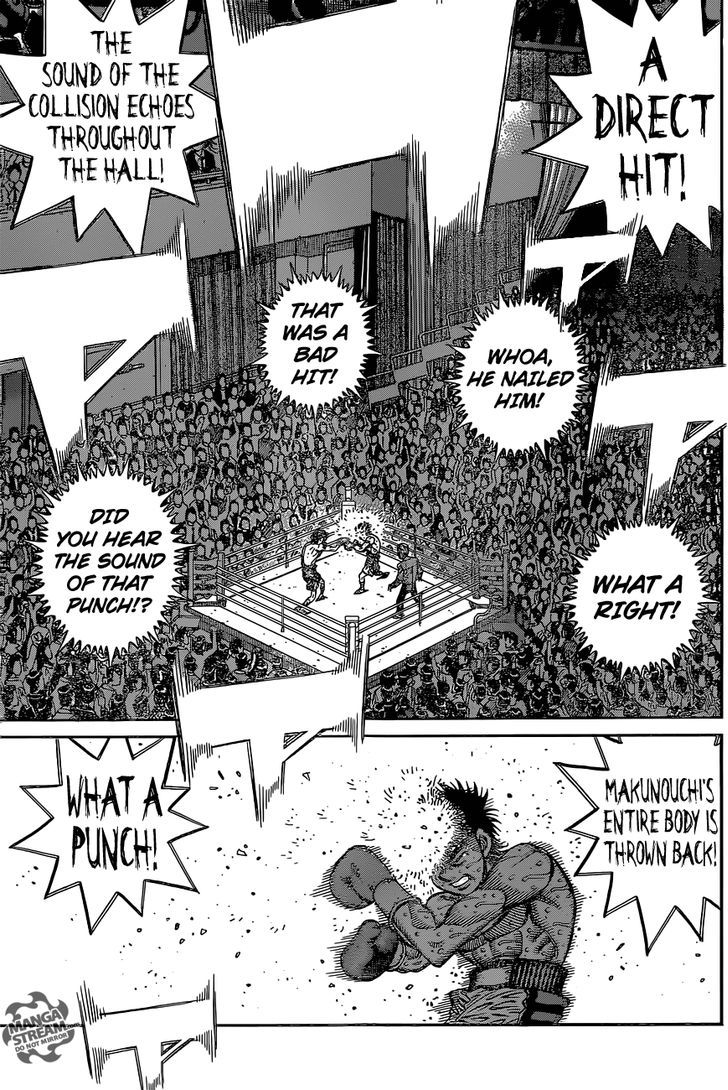 A
DIRECT
HIT!
THE
SOUND OF THE
COLLISION ECHOES
THROUGHOUT
THE HALL!
WHOA,
HE NAILED
HIM!
THAT
WAS A
BAD
HIT!
WHAT A
RIGHT!
DID
YOU HEAR
THE SOUND
OF THAT
PUNCH!?
MAKUNOUCHI'S
ENTIRE BODY IS
THROWN BACK!
WHAT A
PUNCH!
MANGA
STREAM
DO NOT MIRROR